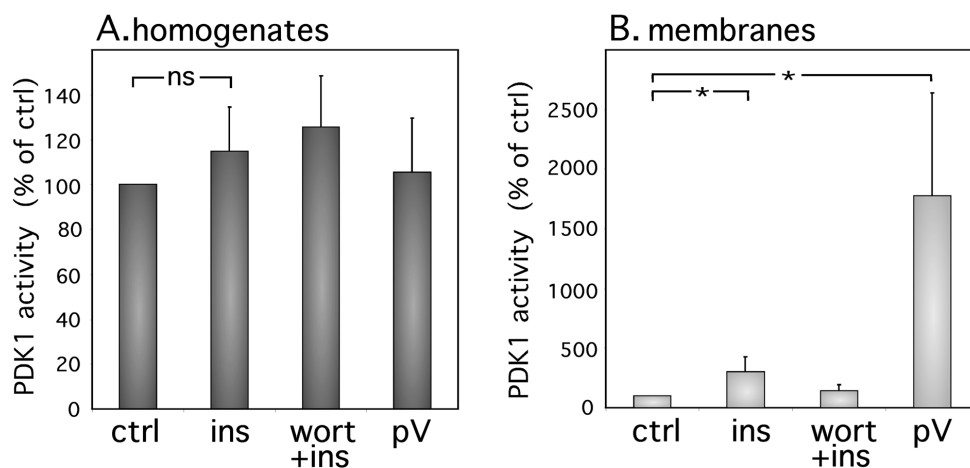 A.homogenates
PDK1 activity (% of ctrl)
140
120
100
80
60
40
20
0
ns
ctrl
ins
wort
+ins
pV
B. membranes
PDK1 activity (% of ctrl)
2500
2000
1500
1000
500
0
*
*
ctrl
ins
wort
+ins
pV